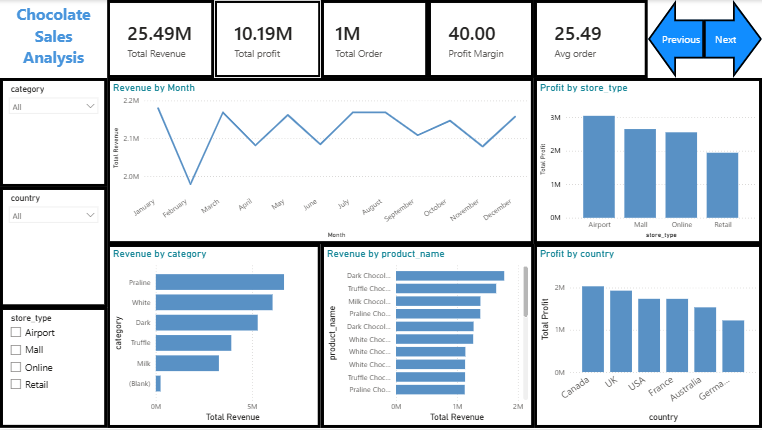 Chocolate
Sales
Analysis
25.49M
Total Revenue
10.19M
Total profit
1M
Total Order
40.00
Profit Margin
25.49
Avg order
Previous
Next
category
All
country
All
store_type
Airport
Mall
Online
Retail
Revenue by Month
Total Revenue
2.2M
2.1M
2.0M
January
February
March
April
May
June
July
August
September
October
November
December
Month
Profit by store_type
Total Profit
3M
2M
1M
0M
Airport
Mall
Online
Retail
store_type
Revenue by category
category
Praline
White
Dark
Truffle
Milk
(Blank)
0M
5M
Total Revenue
Revenue by product_name
product_name
Dark Chocol...
Truffle Choc...
Milk Chocol...
Praline Cho...
Dark Chocol...
White Choc...
White Choc...
White Choc...
Truffle Choc...
Praline Choc...
0M
1M
2M
Total Revenue
Profit by country
Total Profit
2M
1M
0M
Canada
UK
USA
France
Australia
Germa...
country